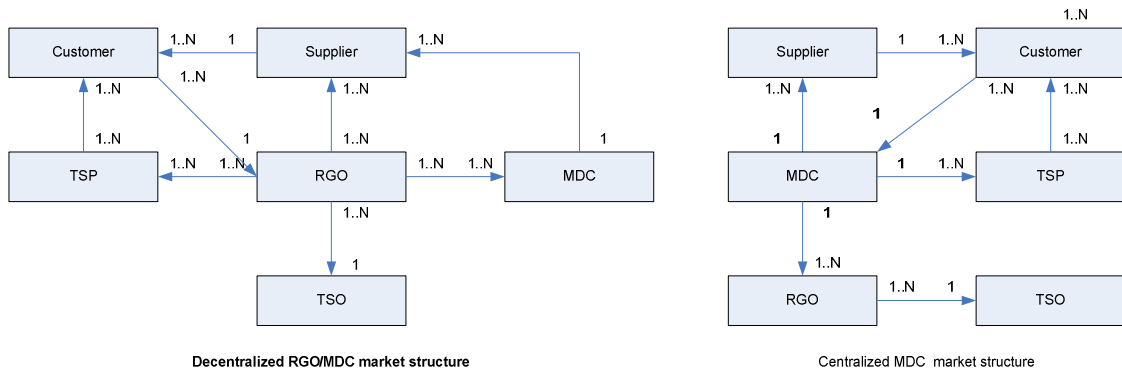 1..N
Customer
1..N
1
Supplier
1..N
Supplier
1
1..N
Customer
1..N
1..N
1..N
1..N
1..N
1..N
1
1..N
1
1..N
1
1
1..N
TSP
1..N
1..N
RGO
1..N
1..N
MDC
MDC
1
1..N
TSP
1..N
1
1
1..N
TSO
RGO
1..N
1
TSO
Decentralized RGO/MDC market structure
Centralized MDC market structure